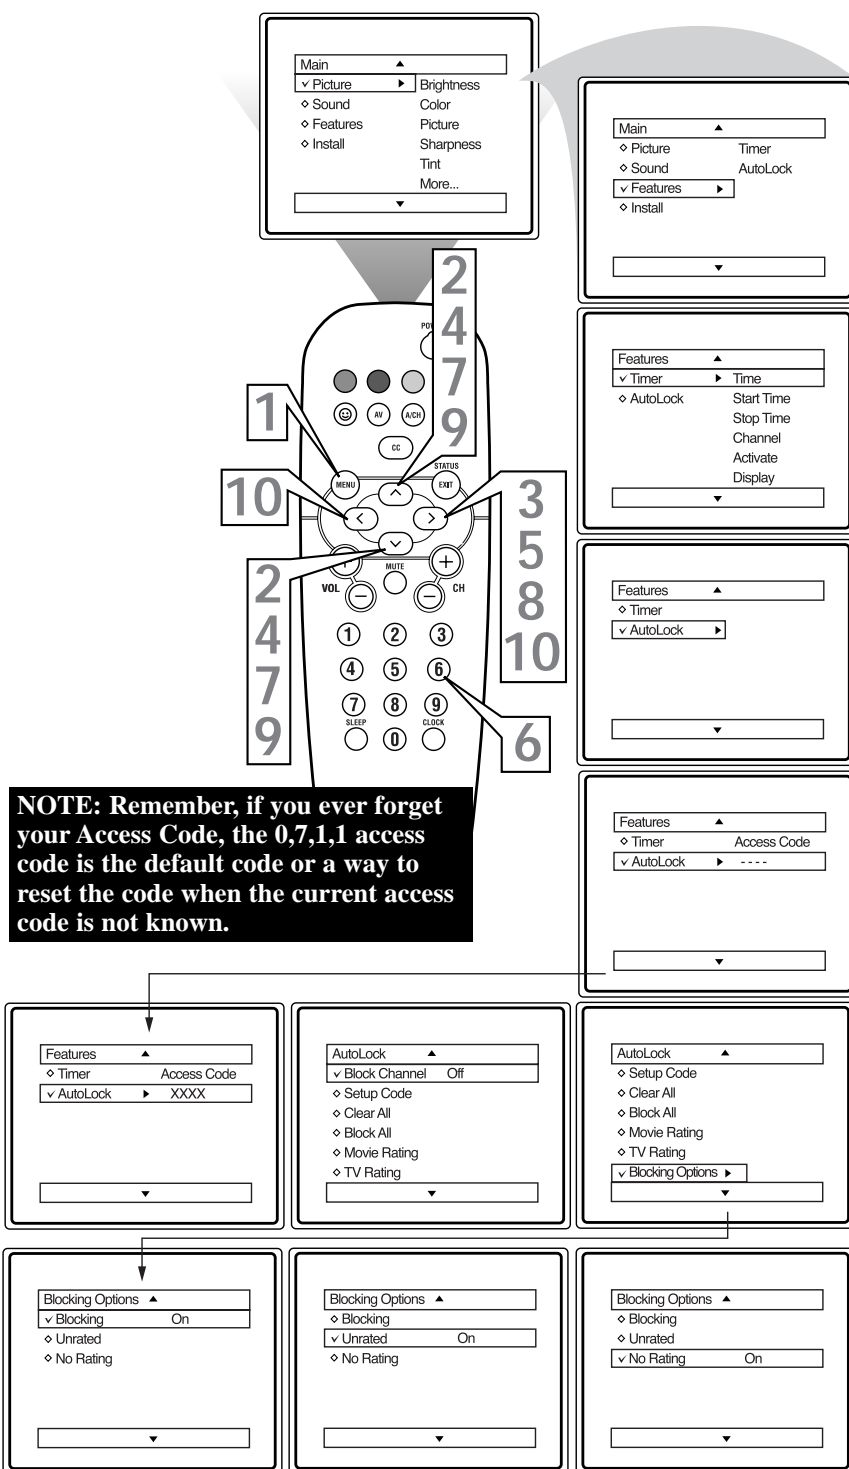 Main
Picture
Brightness
Sound
Color
Features
Picture
Install
Sharpness
Tint
More...
Main
Picture
Timer
Sound
AutoLock
Features
Install
Features
Timer
Time
AutoLock
Start Time
Stop Time
Channel
Activate
Display
Features
Timer
AutoLock
Features
Timer
Access Code
AutoLock
- - - -
2
4
7
9
1
10
3
5
8
10
2
4
7
9
6
AV
A/CH
CC
STATUS
MENU
EXIT
MUTE
VOL
CH
1
2
3
4
5
6
7
8
9
SLEEP
CLOCK
0
NOTE: Remember, if you ever forget
your Access Code, the 0,7,1,1 access
code is the default code or a way to
reset the code when the current access
code is not known.
Features
Timer
Access Code
AutoLock
XXXX
AutoLock
Block Channel
Off
Setup Code
Clear All
Block All
Movie Rating
TV Rating
AutoLock
Setup Code
Clear All
Block All
Movie Rating
TV Rating
Blocking Options
Blocking Options
Blocking
On
Unrated
No Rating
Blocking Options
Blocking
Unrated
On
No Rating
Blocking Options
Blocking
Unrated
No Rating
On